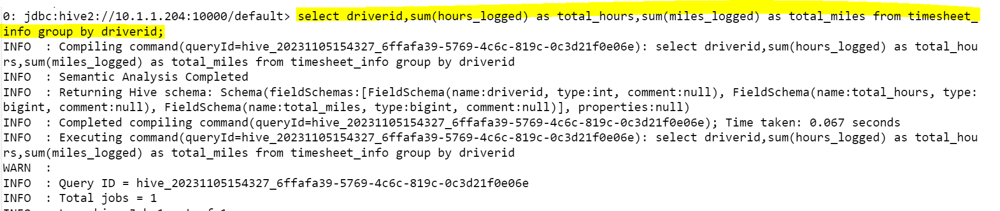 0: jdbc:hive2://10.1.1.204:10000/default> select driverid,sum(hours_logged) as total_hours,sum(miles_logged) as total_miles from timesheet_
info group by driverid;
INFO  : Compiling command(queryId=hive_20231105154327_6ffafa39-5769-4c6c-819c-0c3d21f0e06e): select driverid,sum(hours_logged) as total_hou
rs,sum(miles_logged) as total_miles from timesheet_info group by driverid
INFO  : Semantic Analysis Completed
INFO  : Returning Hive schema: Schema(fieldSchemas:[FieldSchema(name:driverid, type:int, comment:null), FieldSchema(name:total_hours, type:
bigint, comment:null), FieldSchema(name:total_miles, type:bigint, comment:null)], properties:null)
INFO  : Completed compiling command(queryId=hive_20231105154327_6ffafa39-5769-4c6c-819c-0c3d21f0e06e); Time taken: 0.067 seconds
INFO  : Executing command(queryId=hive_20231105154327_6ffafa39-5769-4c6c-819c-0c3d21f0e06e): select driverid,sum(hours_logged) as total_hou
rs,sum(miles_logged) as total_miles from timesheet_info group by driverid
WARN  :
INFO  : Query ID = hive_20231105154327_6ffafa39-5769-4c6c-819c-0c3d21f0e06e
INFO  : Total jobs = 1